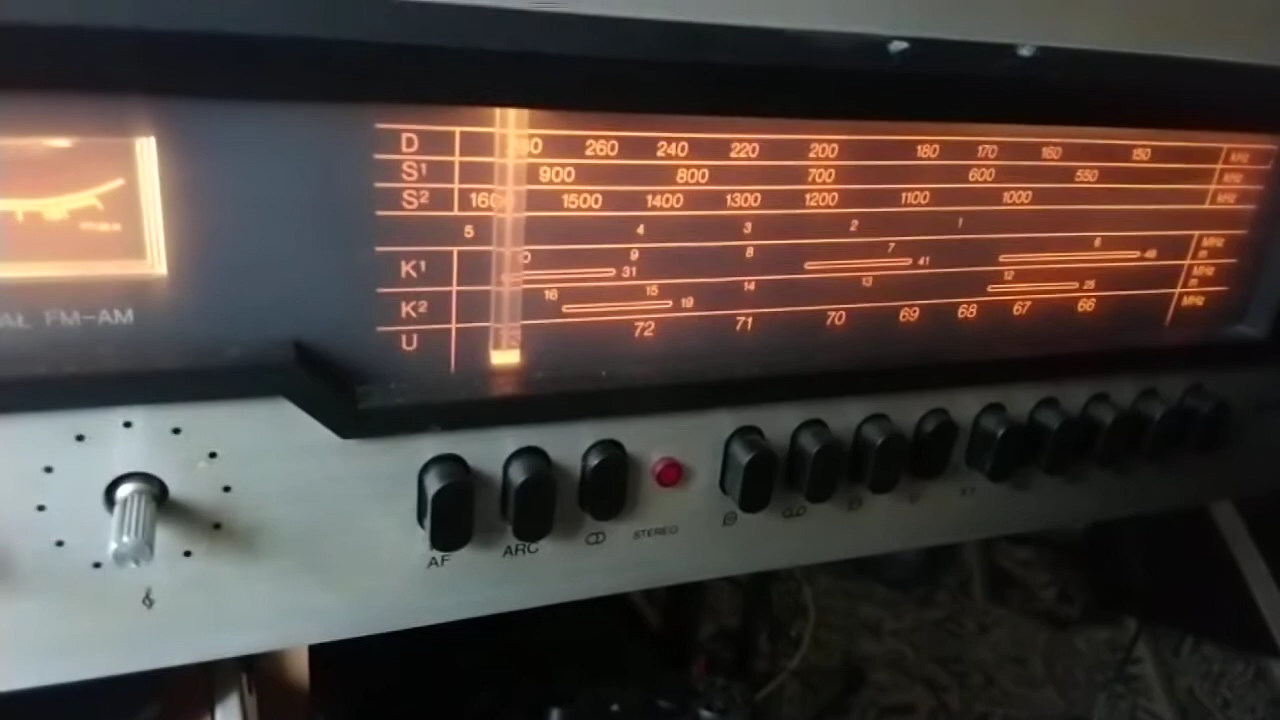 D 260 240 220 200 180 170 160 150 kHz
S1 900 800 700 600 550 kHz
S2 1500 1400 1300 1200 1100 1000 kHz
5 4 3 2 1
9 8 7 6 MHz
K1 31 41 49 m
16 15 14 13 12 MHz
K2 19 25 m
U 72 71 70 69 68 67 66 MHz
FM-AM
AF ARC STEREO